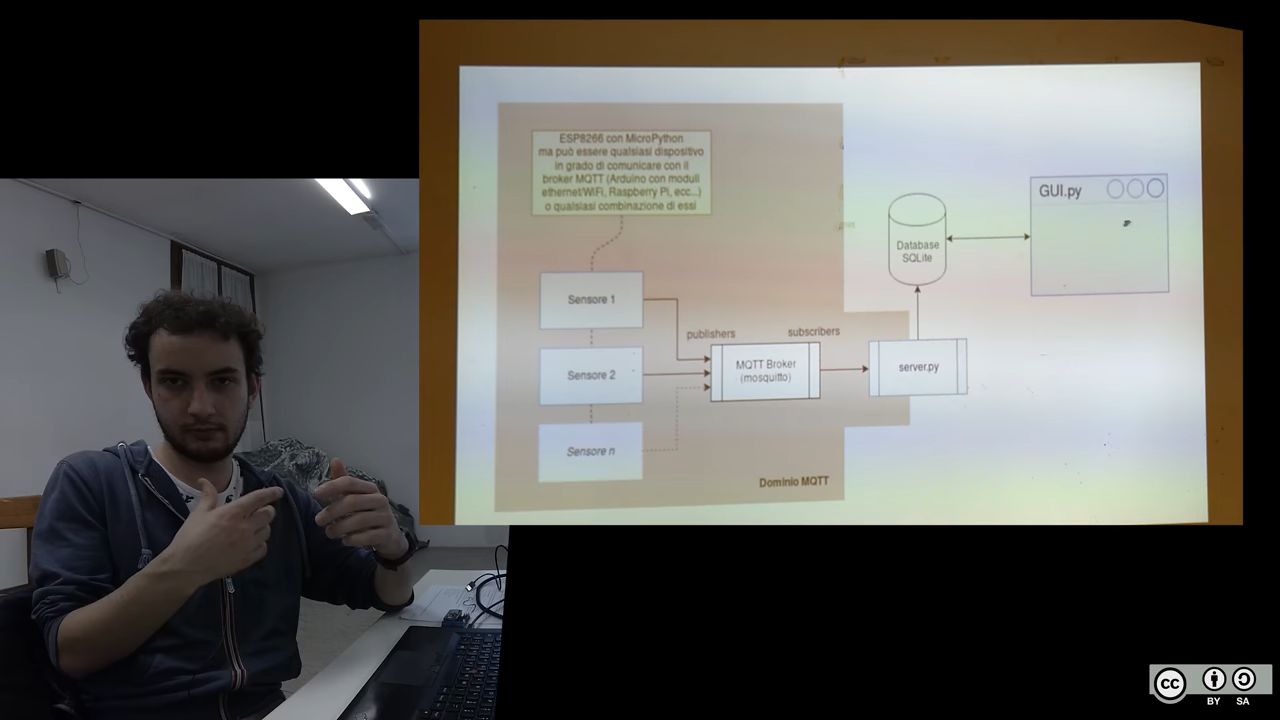 ESP8266 con MicroPython
ma può essere qualsiasi dispositivo
in grado di comunicare con il
broker MQTT (Arduino con moduli
ethernet/WiFi, Raspberry Pi, ecc...)
o qualsiasi combinazione di essi
GUI.py
Database
SQLite
Sensore 1
publishers
subscribers
MQTT Broker
(mosquitto)
server.py
Sensore 2
Sensore n
Dominio MQTT
cc
BY SA